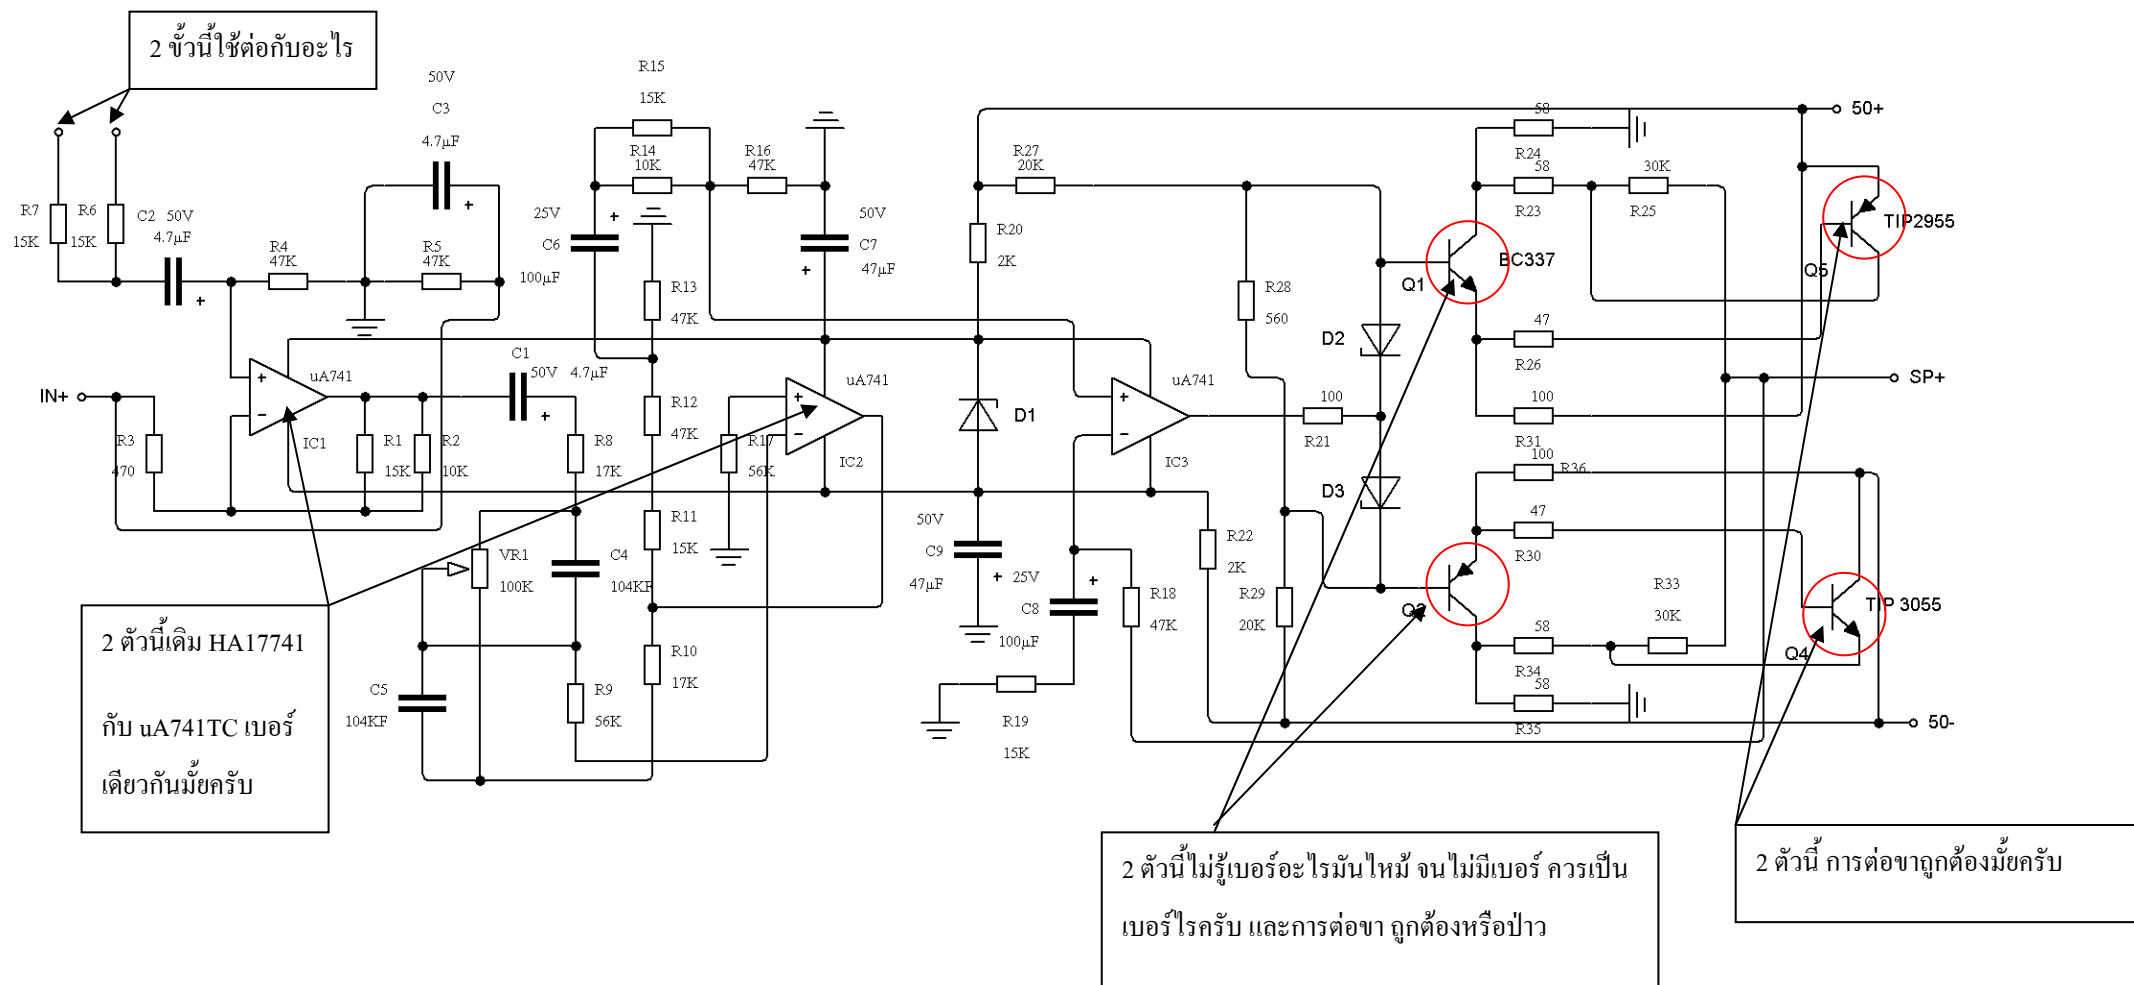 2 ขั้วนี้ใช้ต่อกับอะไร
50V
C3
4.7µF
R15
15K
R14
10K
R16
47K
R7
15K
R6
15K
C2 50V
4.7µF
+
R4
47K
R5
47K
+
25V
C6
100µF
+
50V
C7
47µF
+
R13
47K
R12
47K
R11
15K
R10
17K
IN+
R3
470
+
−
uA741
IC1
R1
15K
R2
10K
C1
50V 4.7µF
+
R8
17K
VR1
100K
C4
104KF
C5
104KF
R9
56K
R17
56K
+
−
uA741
IC2
R20
2K
D1
50V
C9
47µF
+
R27
20K
R28
560
+
−
uA741
IC3
100
R21
D2
D3
25V
C8
100µF
+
R18
47K
R19
15K
R22
2K
R29
20K
58
R24
58
R23
30K
R25
BC337
Q1
47
R26
100
R31
100
R36
47
R30
Q2
58
R34
58
R35
R33
30K
50+
TIP2955
Q5
SP+
TIP 3055
Q4
50-
2 ตัวนี้เดิม HA17741
กับ uA741TC เบอร์
เดียวกันมั้ยครับ
2 ตัวนี้ไม่รู้เบอร์อะไรมันไหม้ จนไม่มีเบอร์ ควรเป็น
เบอร์ไรครับ และการต่อขา ถูกต้องหรือป่าว
2 ตัวนี้ การต่อขาถูกต้องมั้ยครับ